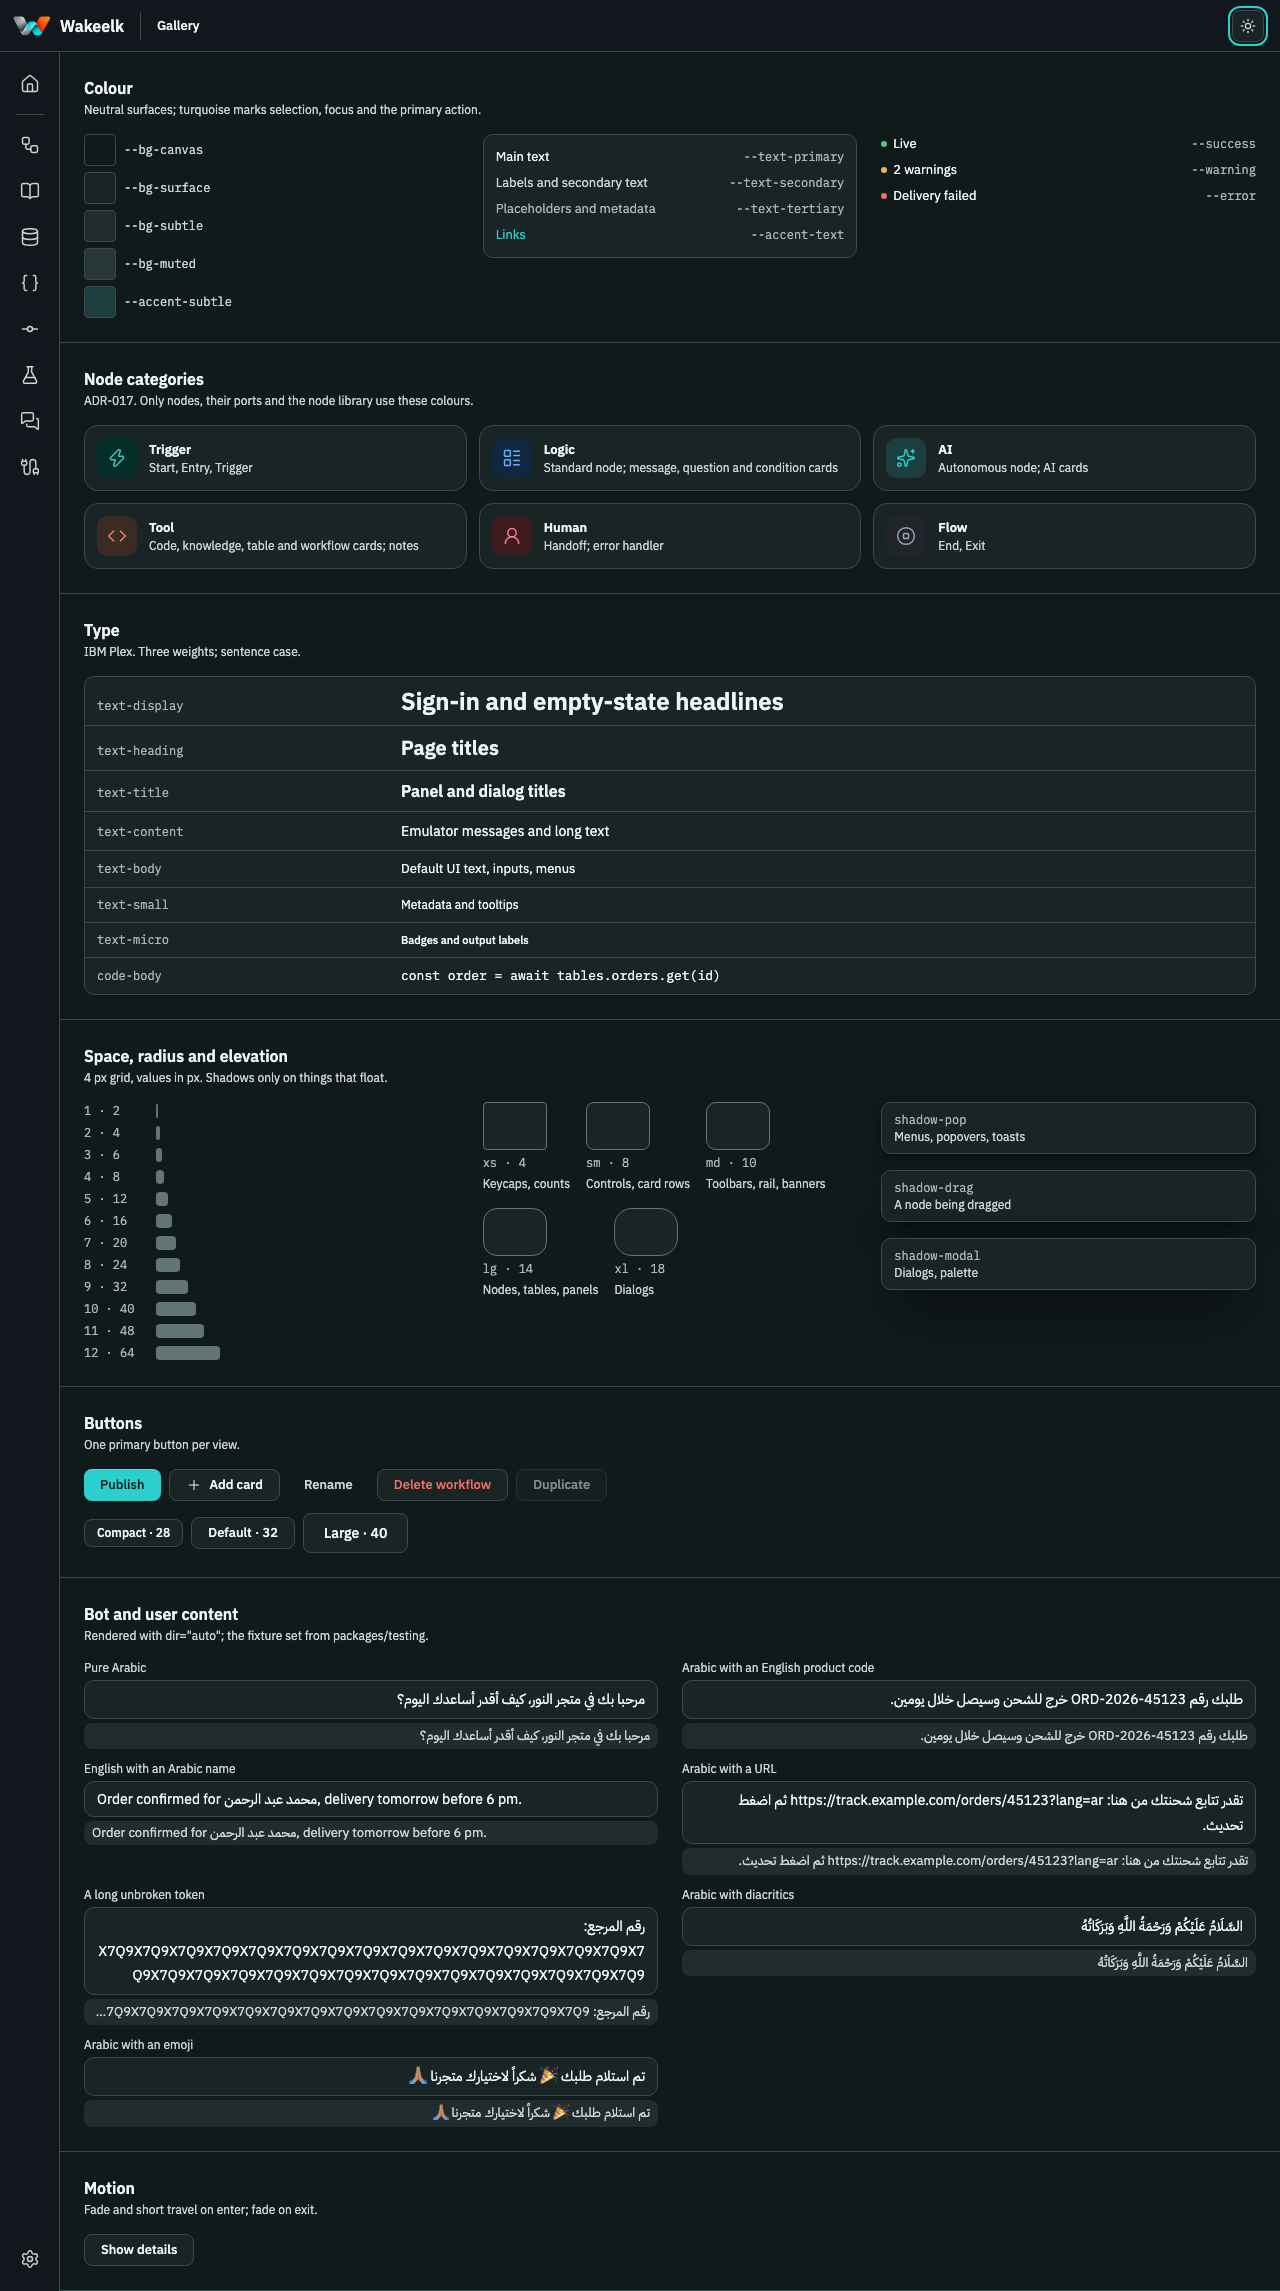 Wakeelk
Gallery
Colour
Neutral surfaces; turquoise marks selection, focus and the primary action.
--bg-canvas
--bg-surface
--bg-subtle
--bg-muted
--accent-subtle
Main text --text-primary
Labels and secondary text --text-secondary
Placeholders and metadata --text-tertiary
Links --accent-text
Live --success
2 warnings --warning
Delivery failed --error
Node categories
ADR-017. Only nodes, their ports and the node library use these colours.
Trigger
Start, Entry, Trigger
Logic
Standard node; message, question and condition cards
AI
Autonomous node; AI cards
Tool
Code, knowledge, table and workflow cards; notes
Human
Handoff; error handler
Flow
End, Exit
Type
IBM Plex. Three weights; sentence case.
text-display Sign-in and empty-state headlines
text-heading Page titles
text-title Panel and dialog titles
text-content Emulator messages and long text
text-body Default UI text, inputs, menus
text-small Metadata and tooltips
text-micro Badges and output labels
code-body const order = await tables.orders.get(id)
Space, radius and elevation
4 px grid, values in px. Shadows only on things that float.
1 · 2
2 · 4
3 · 6
4 · 8
5 · 12
6 · 16
7 · 20
8 · 24
9 · 32
10 · 40
11 · 48
12 · 64
xs · 4
Keycaps, counts
sm · 8
Controls, card rows
md · 10
Toolbars, rail, banners
lg · 14
Nodes, tables, panels
xl · 18
Dialogs
shadow-pop
Menus, popovers, toasts
shadow-drag
A node being dragged
shadow-modal
Dialogs, palette
Buttons
One primary button per view.
Publish
Add card
Rename
Delete workflow
Duplicate
Compact · 28
Default · 32
Large · 40
Bot and user content
Rendered with dir="auto"; the fixture set from packages/testing.
Pure Arabic
مرحبا بك في متجر النور، كيف أقدر أساعدك اليوم؟
مرحبا بك في متجر النور، كيف أقدر أساعدك اليوم؟
Arabic with an English product code
طلبك رقم ORD-2026-45123 خرج للشحن وسيصل خلال يومين.
طلبك رقم ORD-2026-45123 خرج للشحن وسيصل خلال يومين.
English with an Arabic name
Order confirmed for محمد عبد الرحمن, delivery tomorrow before 6 pm.
Order confirmed for محمد عبد الرحمن, delivery tomorrow before 6 pm.
Arabic with a URL
تقدر تتابع شحنتك من هنا: https://track.example.com/orders/45123?lang=ar ثم اضغط
تحديث.
تقدر تتابع شحنتك من هنا: https://track.example.com/orders/45123?lang=ar ثم اضغط تحديث.
A long unbroken token
رقم المرجع:
X7Q9X7Q9X7Q9X7Q9X7Q9X7Q9X7Q9X7Q9X7Q9X7Q9X7Q9X7Q9X7Q9X7Q9X7Q9X7
Q9X7Q9X7Q9X7Q9X7Q9X7Q9X7Q9X7Q9X7Q9X7Q9X7Q9X7Q9X7Q9X7Q9X7Q9
رقم المرجع: 7Q9X7Q9X7Q9X7Q9X7Q9X7Q9X7Q9X7Q9X7Q9X7Q9X7Q9X7Q9X7Q9X7Q9X7Q9X7Q9X7Q9...
Arabic with diacritics
السَّلَامُ عَلَيْكُمْ وَرَحْمَةُ اللَّهِ وَبَرَكَاتُهُ
السَّلَامُ عَلَيْكُمْ وَرَحْمَةُ اللَّهِ وَبَرَكَاتُهُ
Arabic with an emoji
تم استلام طلبك 🎉 شكراً لاختيارك متجرنا 🙏🏽
تم استلام طلبك 🎉 شكراً لاختيارك متجرنا 🙏🏽
Motion
Fade and short travel on enter; fade on exit.
Show details